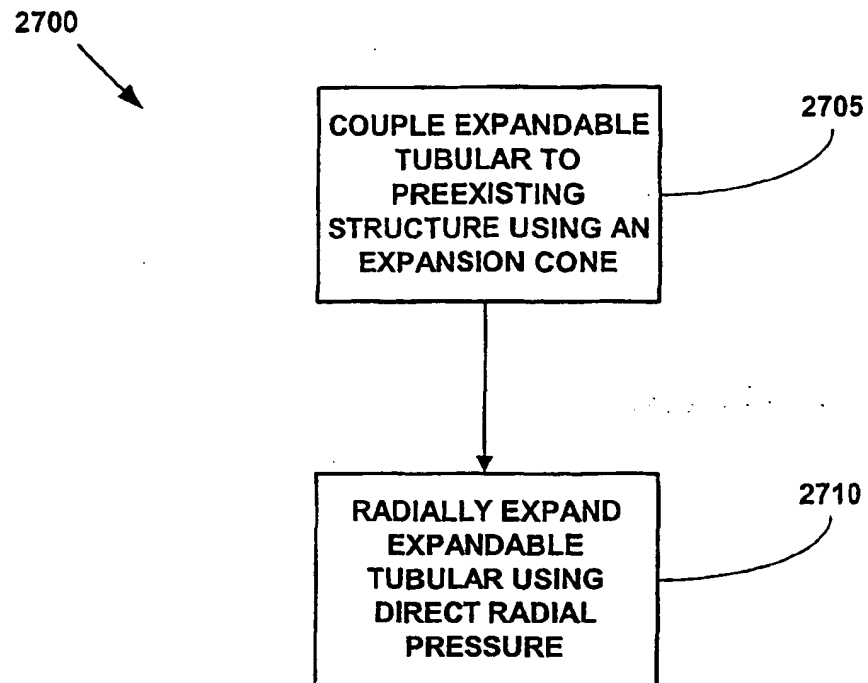 2700
COUPLE EXPANDABLE
TUBULAR TO
PREEXISTING
STRUCTURE USING AN
EXPANSION CONE
2705
RADIALLY EXPAND
EXPANDABLE
TUBULAR USING
DIRECT RADIAL
PRESSURE
2710